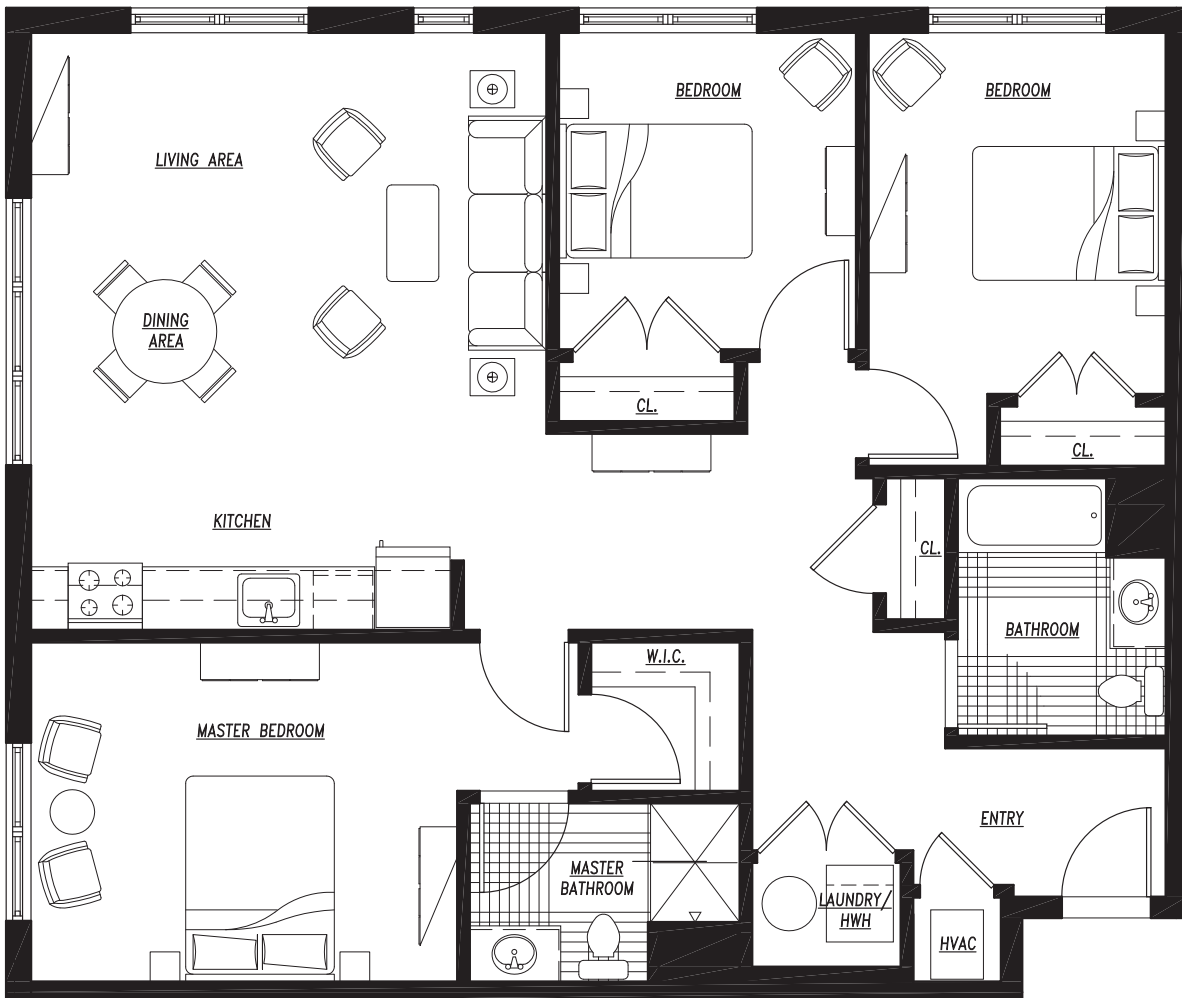 BEDROOM
BEDROOM
LIVING AREA
DINING
AREA
CL.
CL.
KITCHEN
CL.
BATHROOM
W.I.C.
MASTER BEDROOM
ENTRY
MASTER
BATHROOM
LAUNDRY/
HWH
HVAC